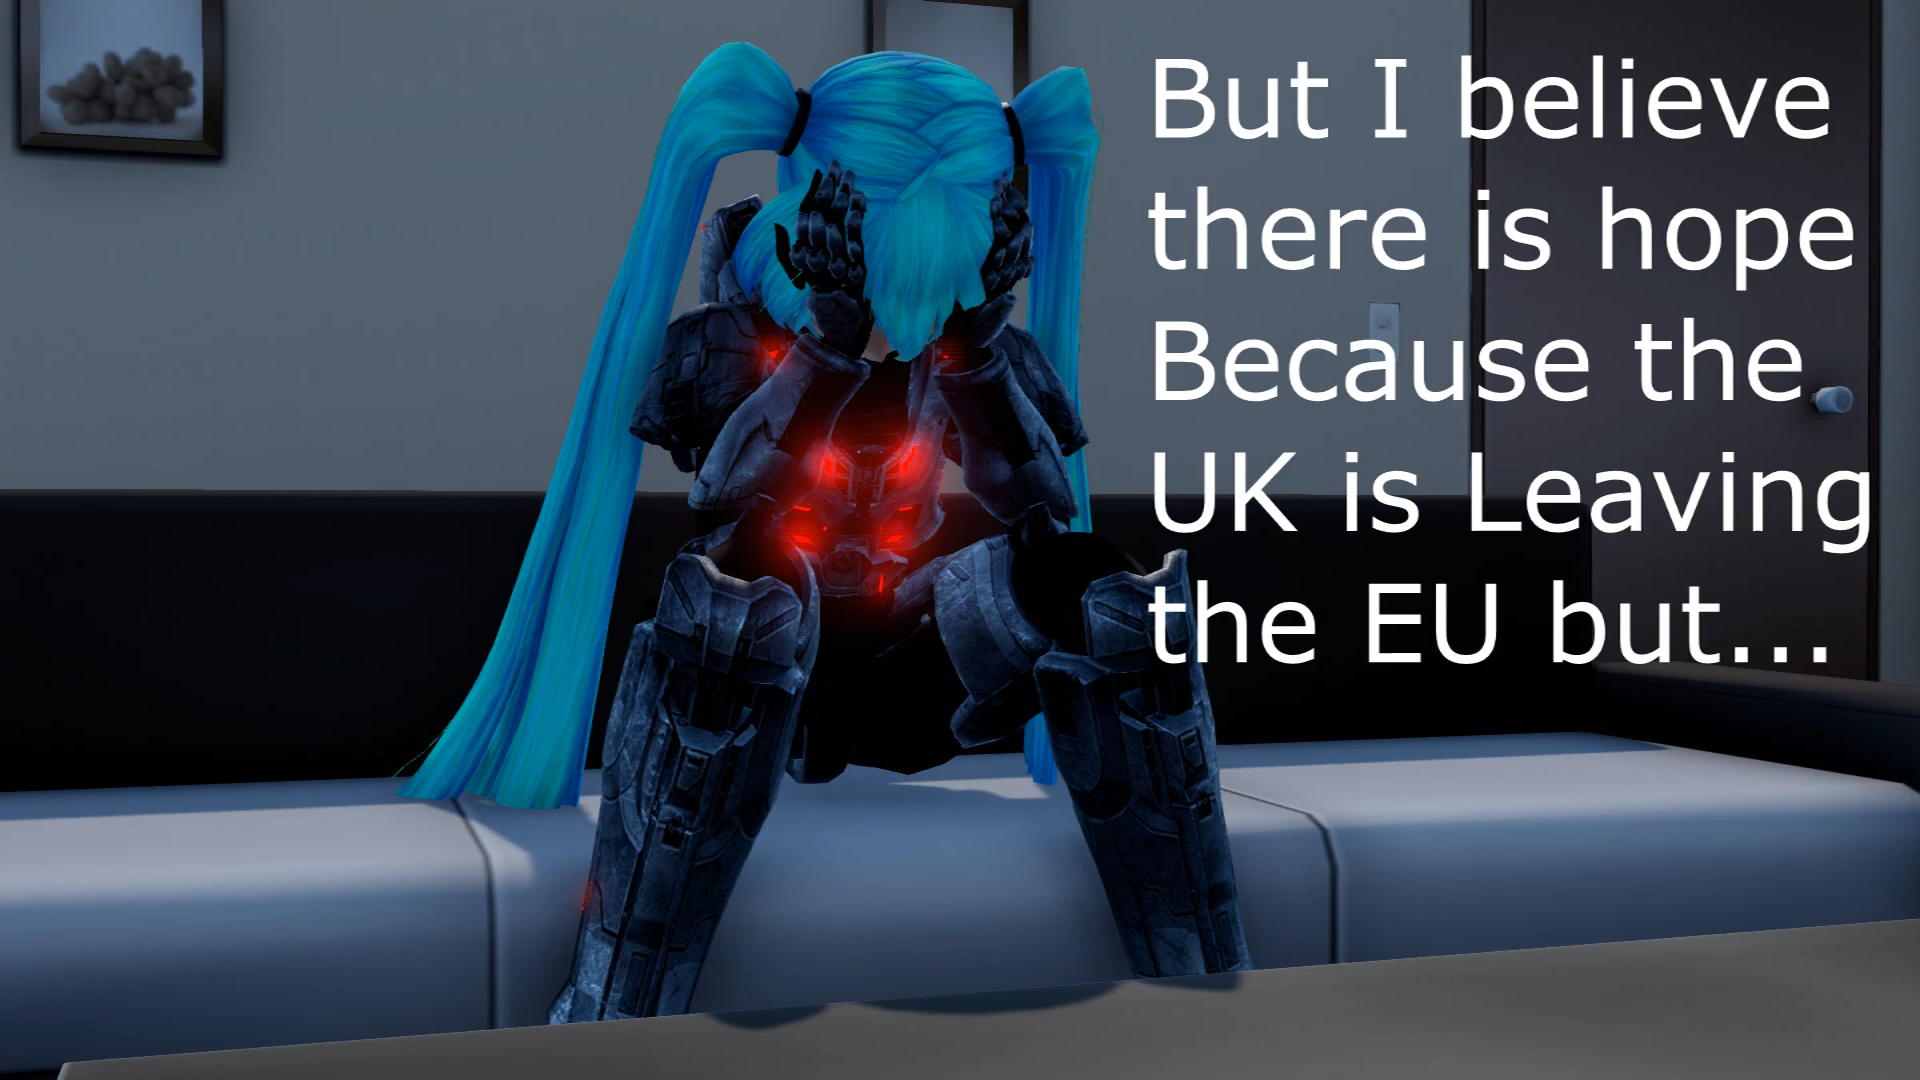 But I believe
there is hope
Because the
UK is Leaving
the EU but...